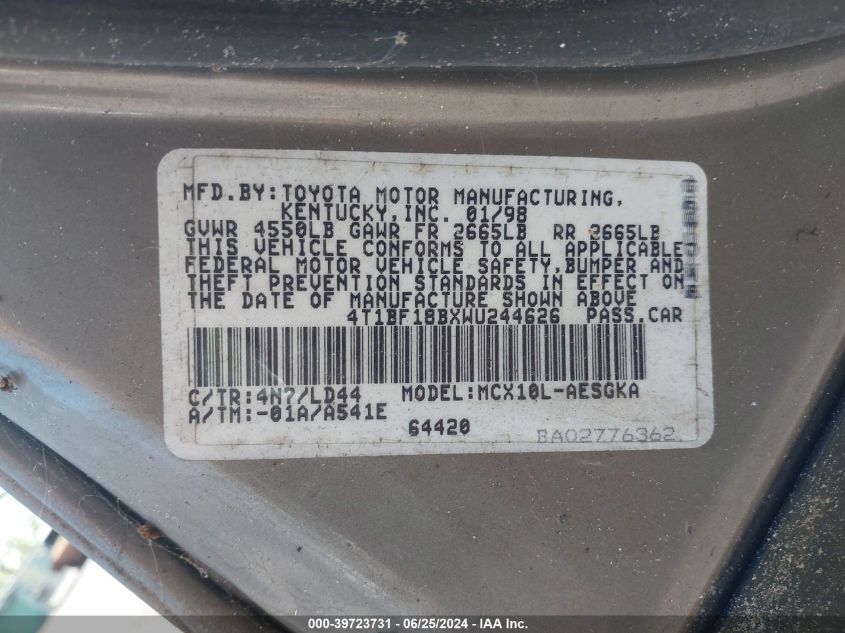 MFD.BY:TOYOTA MOTOR MANUFACTURING,
KENTUCKY,INC. 01/98
GVWR 4550LB GAWR FR 2665LB RR 2665LB
THIS VEHICLE CONFORMS TO ALL APPLICABLE
FEDERAL MOTOR VEHICLE SAFETY,BUMPER AND
THEFT PREVENTION STANDARDS IN EFFECT ON
THE DATE OF MANUFACTURE SHOWN ABOVE
4T1BF18BXWU244626 PASS.CAR
C/TR:4N7/LD44 MODEL:MCX10L-AESGKA
A/TM:-01A/A541E
64420
BA02776362
000-39723731 - 06/25/2024 - IMG -